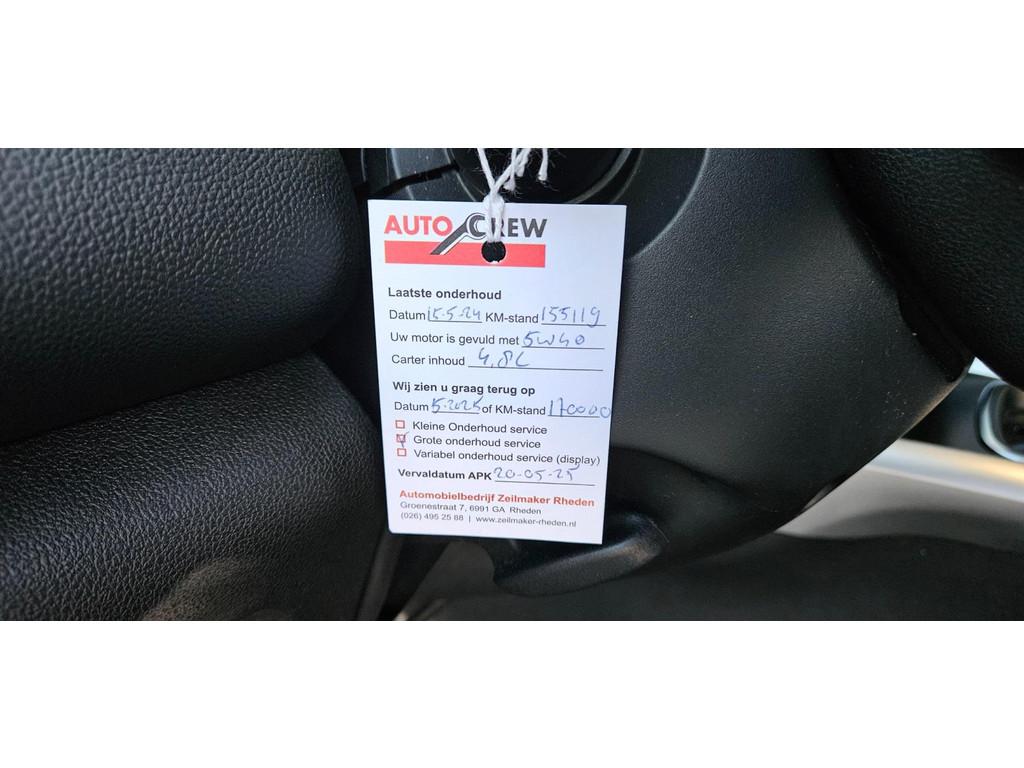 AUTO CREW
Laatste onderhoud
Datum 15-5-24 KM-stand 155119
Uw motor is gevuld met 5W40
Carter inhoud 4,8L
Wij zien u graag terug op
Datum 5-2025 of KM-stand 170000
Kleine Onderhoud service
Grote onderhoud service
Variabel onderhoud service (display)
Vervaldatum APK 20-05-25
Automobielbedrijf Zeilmaker Rheden
Groenestraat 7, 6991 GA Rheden
(026) 495 25 88 | www.zeilmaker-rheden.nl